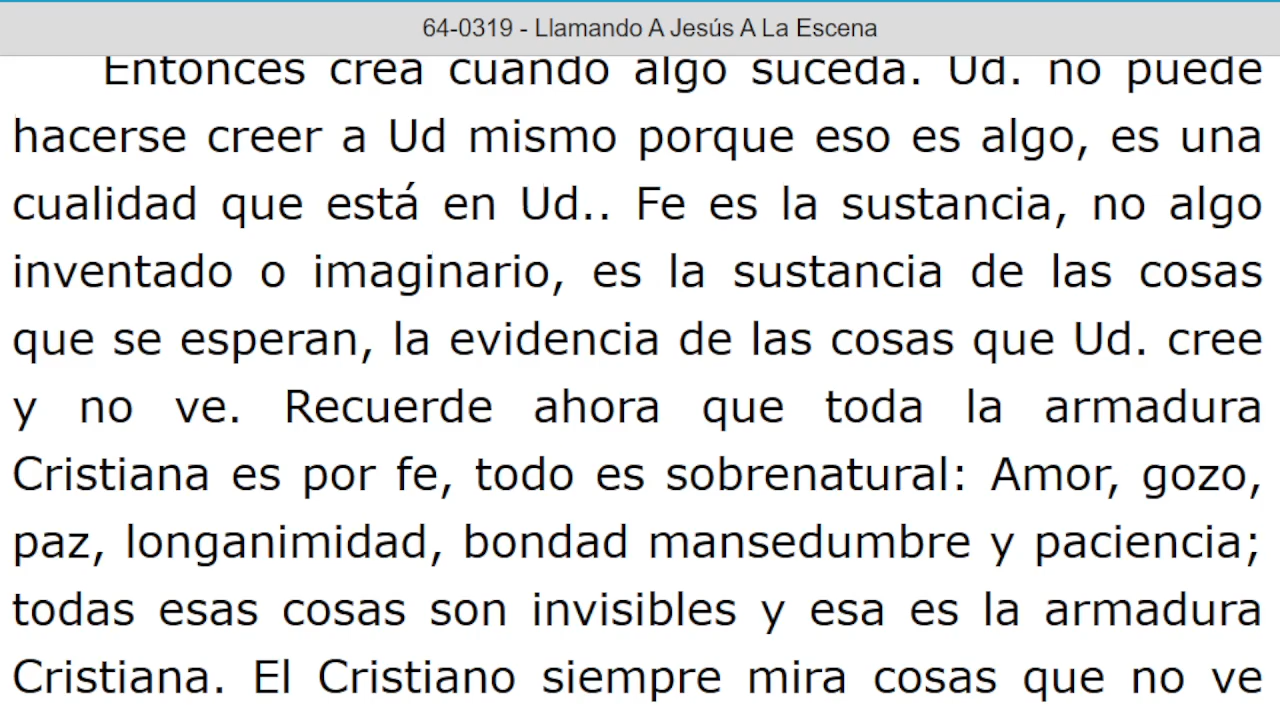 64-0319 - Llamando A Jesús A La Escena
Entonces crea cuando algo suceda. Ud. no puede
hacerse creer a Ud mismo porque eso es algo, es una
cualidad que está en Ud.. Fe es la sustancia, no algo
inventado o imaginario, es la sustancia de las cosas
que se esperan, la evidencia de las cosas que Ud. cree
y no ve. Recuerde ahora que toda la armadura
Cristiana es por fe, todo es sobrenatural: Amor, gozo,
paz, longanimidad, bondad mansedumbre y paciencia;
todas esas cosas son invisibles y esa es la armadura
Cristiana. El Cristiano siempre mira cosas que no ve